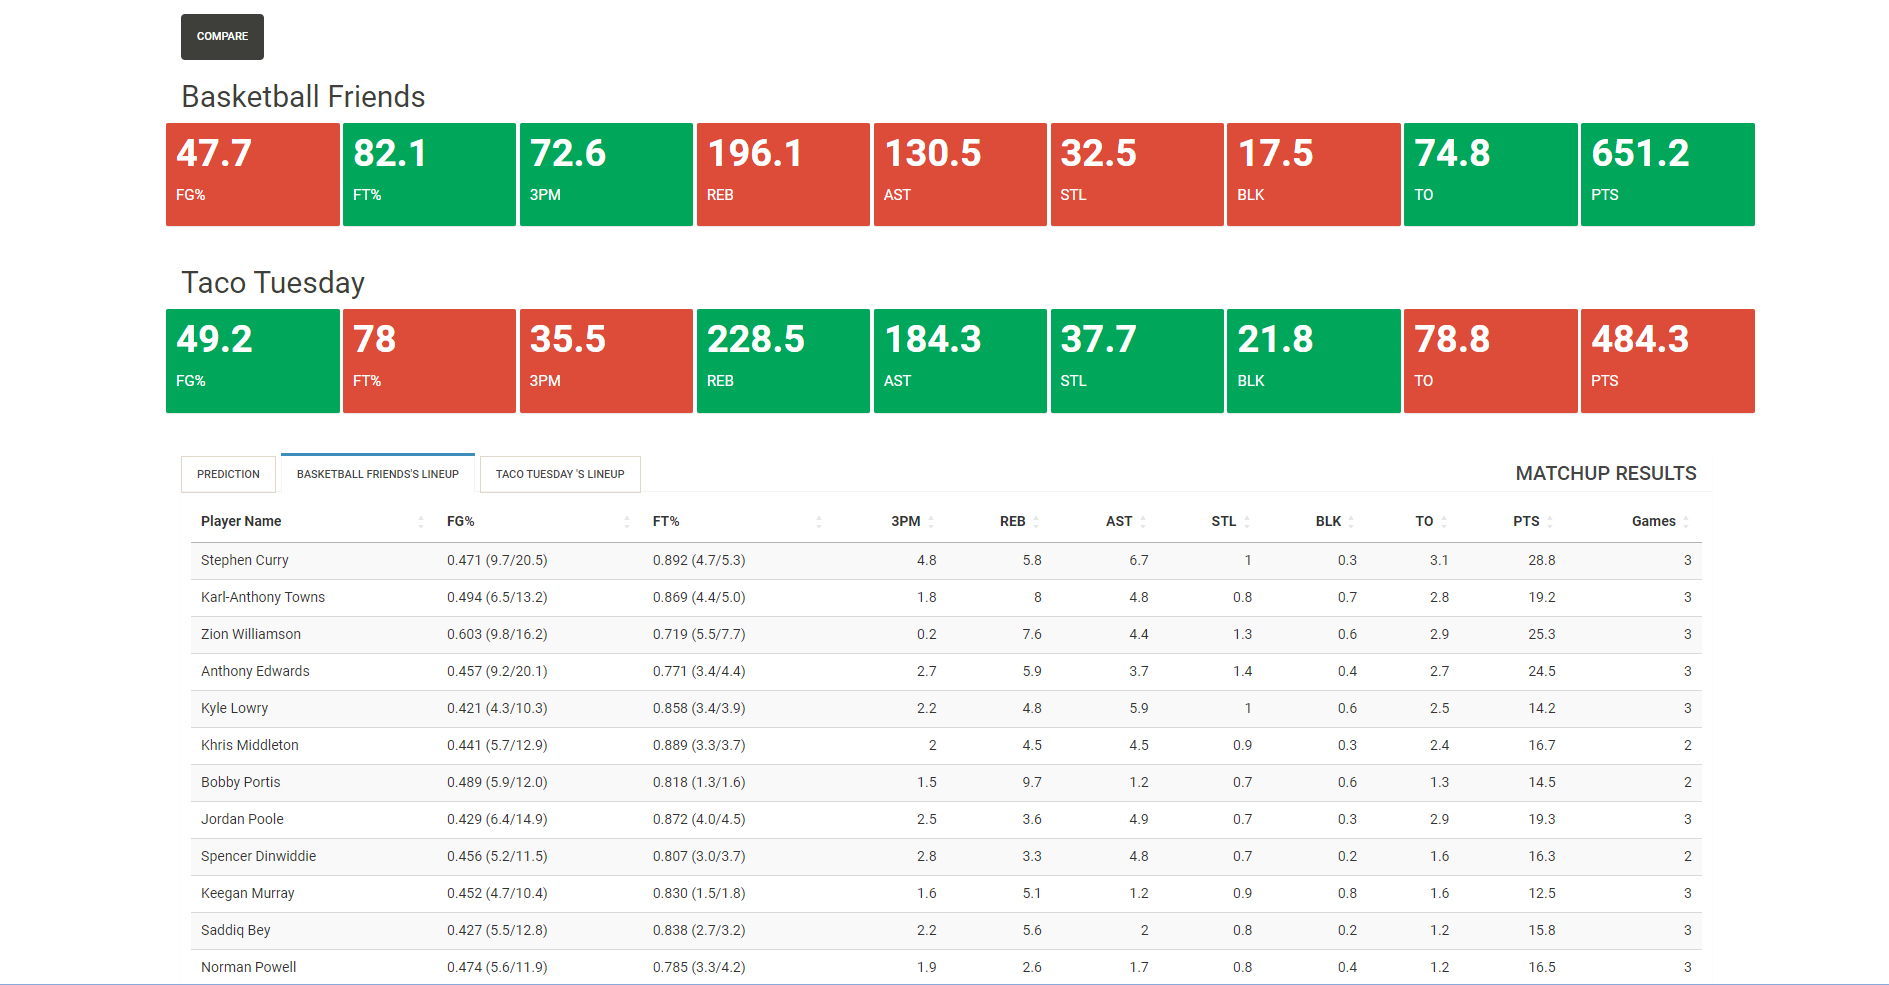 COMPARE
Basketball Friends
47.7 82.1 72.6 196.1 130.5 32.5 17.5 74.8 651.2
FG% FT% 3PM REB AST STL BLK TO PTS
Taco Tuesday
49.2 78 35.5 228.5 184.3 37.7 21.8 78.8 484.3
FG% FT% 3PM REB AST STL BLK TO PTS
PREDICTION BASKETBALL FRIENDS'S LINEUP TACO TUESDAY 'S LINEUP MATCHUP RESULTS
Player Name FG% FT% 3PM REB AST STL BLK TO PTS Games
Stephen Curry 0.471 (9.7/20.5) 0.892 (4.7/5.3) 4.8 5.8 6.7 1 0.3 3.1 28.8 3
Karl-Anthony Towns 0.494 (6.5/13.2) 0.869 (4.4/5.0) 1.8 8 4.8 0.8 0.7 2.8 19.2 3
Zion Williamson 0.603 (9.8/16.2) 0.719 (5.5/7.7) 0.2 7.6 4.4 1.3 0.6 2.9 25.3 3
Anthony Edwards 0.457 (9.2/20.1) 0.771 (3.4/4.4) 2.7 5.9 3.7 1.4 0.4 2.7 24.5 3
Kyle Lowry 0.421 (4.3/10.3) 0.858 (3.4/3.9) 2.2 4.8 5.9 1 0.6 2.5 14.2 3
Khris Middleton 0.441 (5.7/12.9) 0.889 (3.3/3.7) 2 4.5 4.5 0.9 0.3 2.4 16.7 2
Bobby Portis 0.489 (5.9/12.0) 0.818 (1.3/1.6) 1.5 9.7 1.2 0.7 0.6 1.3 14.5 2
Jordan Poole 0.429 (6.4/14.9) 0.872 (4.0/4.5) 2.5 3.6 4.9 0.7 0.3 2.9 19.3 3
Spencer Dinwiddie 0.456 (5.2/11.5) 0.807 (3.0/3.7) 2.8 3.3 4.8 0.7 0.2 1.6 16.3 2
Keegan Murray 0.452 (4.7/10.4) 0.830 (1.5/1.8) 1.6 5.1 1.2 0.9 0.8 1.6 12.5 3
Saddiq Bey 0.427 (5.5/12.8) 0.838 (2.7/3.2) 2.2 5.6 2 0.8 0.2 1.2 15.8 3
Norman Powell 0.474 (5.6/11.9) 0.785 (3.3/4.2) 1.9 2.6 1.7 0.8 0.4 1.2 16.5 3